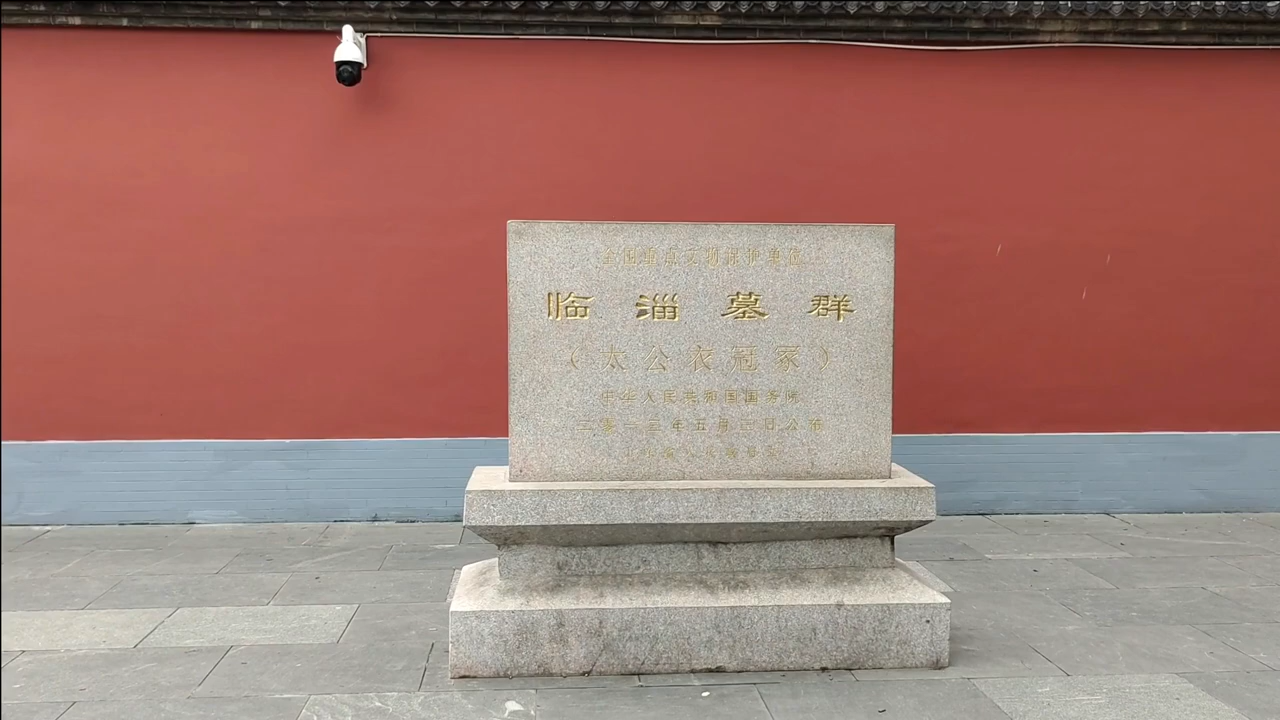 全国重点文物保护单位
临淄墓群
（太公衣冠冢）
中华人民共和国国务院
二零一三年五月三日公布